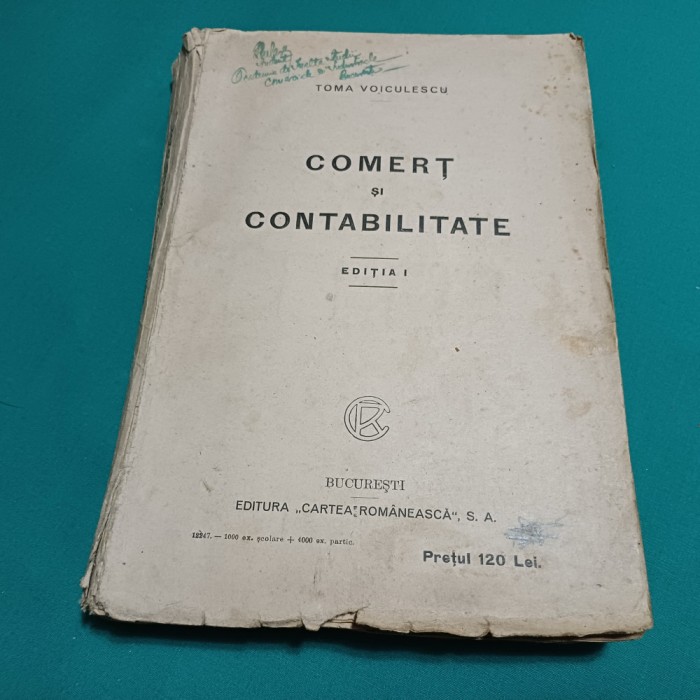 TOMA VOICULESCU
COMERȚ
ȘI
CONTABILITATE
EDIȚIA I
CR
BUCUREȘTI
EDITURA „CARTEA ROMÂNEASCĂ“, S. A.
12247. — 1000 ex. școlare + 4000 ex. partic.
Prețul 120 Lei.